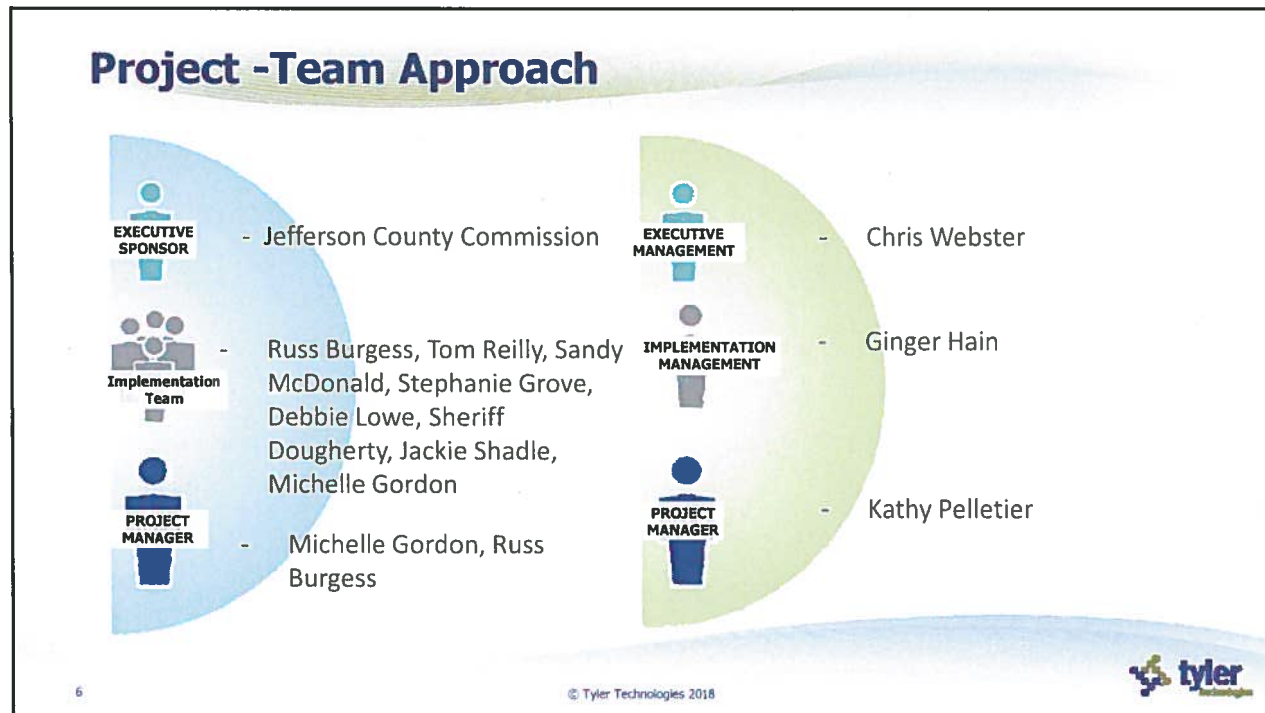 Project -Team Approach
EXECUTIVE
SPONSOR
- Jefferson County Commission
Implementation
Team
- Russ Burgess, Tom Reilly, Sandy
McDonald, Stephanie Grove,
Debbie Lowe, Sheriff
Dougherty, Jackie Shadle,
Michelle Gordon
PROJECT
MANAGER
- Michelle Gordon, Russ
Burgess
EXECUTIVE
MANAGEMENT
- Chris Webster
IMPLEMENTATION
MANAGEMENT
- Ginger Hain
PROJECT
MANAGER
- Kathy Pelletier
6
© Tyler Technologies 2018
tyler
technologies